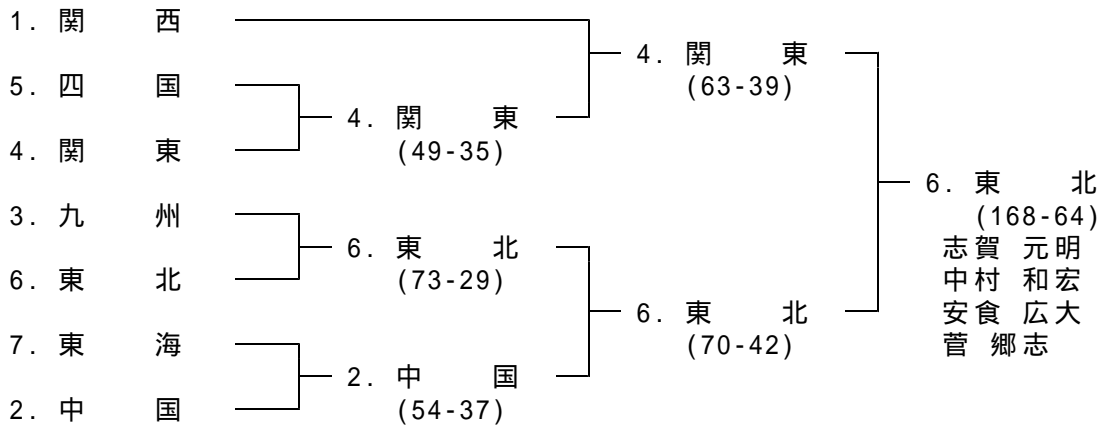 1. 関 西
5. 四 国
4. 関 東
3. 九 州
6. 東 北
7. 東 海
2. 中 国
4. 関 東
(49-35)
6. 東 北
(73-29)
2. 中 国
(54-37)
4. 関 東
(63-39)
6. 東 北
(70-42)
6. 東 北
(168-64)
志賀 元明
中村 和宏
安食 広大
菅 郷志